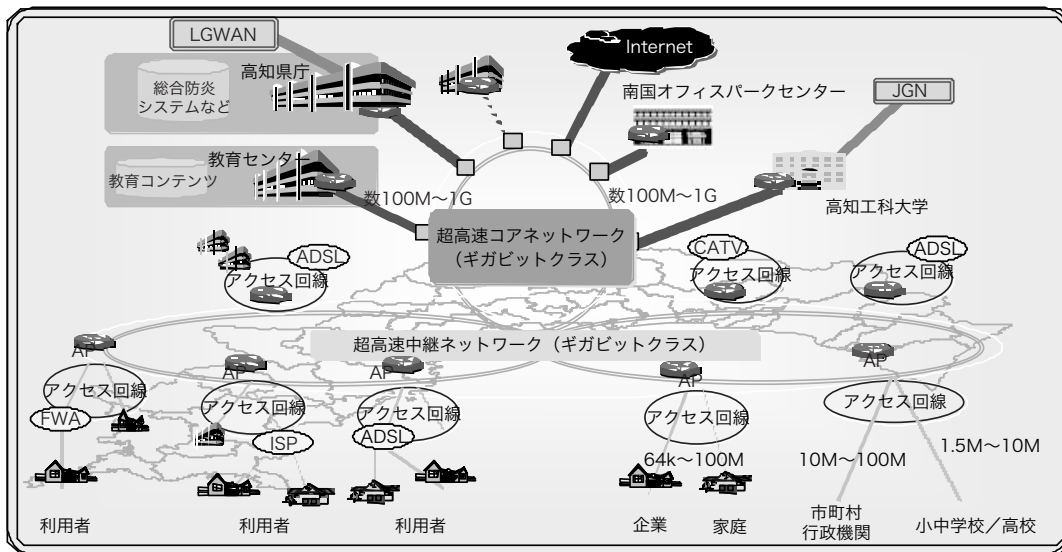 LGWAN
高知県庁
総合防炎
システムなど
Internet
南国オフィスパークセンター
JGN
教育センター
教育コンテンツ
数100M～1G
数100M～1G
高知工科大学
超高速コアネットワーク
（ギガビットクラス）
ADSL
アクセス回線
CATV
アクセス回線
ADSL
アクセス回線
超高速中継ネットワーク（ギガビットクラス）
AP
AP
AP
AP
AP
アクセス回線
アクセス回線
アクセス回線
アクセス回線
アクセス回線
FWA
ISP
ADSL
64k～100M
10M～100M
1.5M～10M
利用者
利用者
利用者
企業
家庭
市町村
行政機関
小中学校／高校